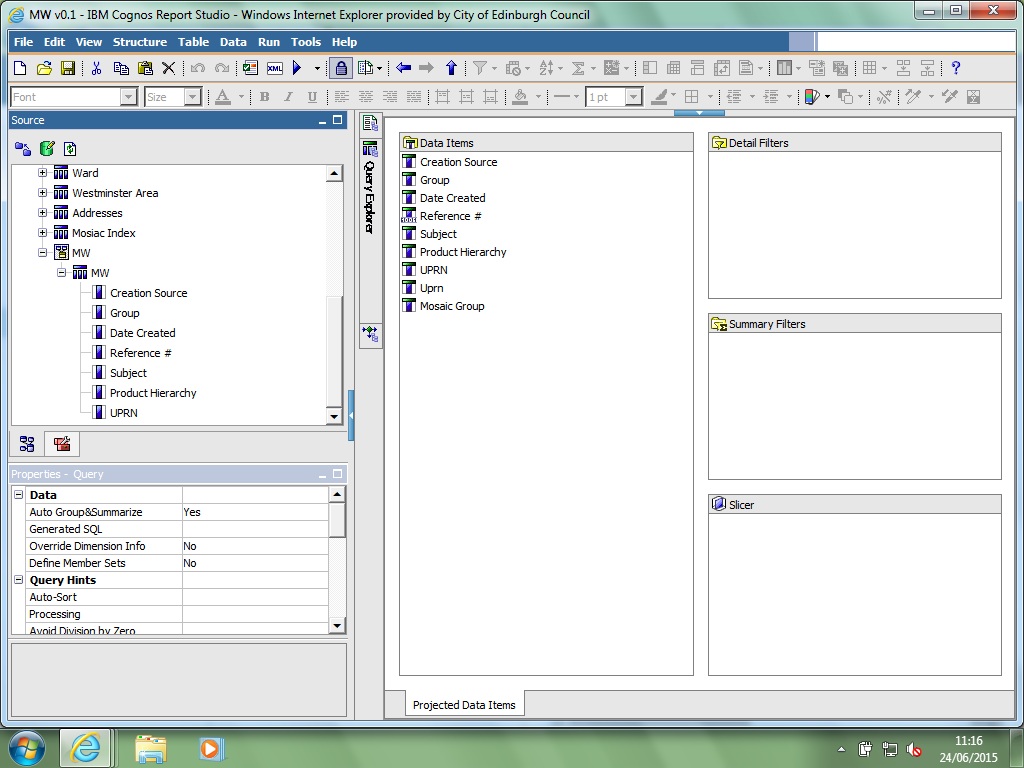 MW v0.1 - IBM Cognos Report Studio - Windows Internet Explorer provided by City of Edinburgh Council
File Edit View Structure Table Data Run Tools Help
Font Size 1 pt
Source
Ward
Westminster Area
Addresses
Mosiac Index
MW
MW
Creation Source
Group
Date Created
Reference #
Subject
Product Hierarchy
UPRN
Properties - Query
Data
Auto Group&Summarize Yes
Generated SQL
Override Dimension Info No
Define Member Sets No
Query Hints
Auto-Sort
Processing
Avoid Division by Zero
Query Explorer
Data Items
Creation Source
Group
Date Created
Reference #
Subject
Product Hierarchy
UPRN
Uprn
Mosaic Group
Detail Filters
Summary Filters
Slicer
Projected Data Items
11:16
24/06/2015